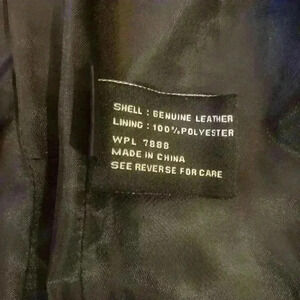 SHELL : GENUINE LEATHER
LINING : 100% POLYESTER
WPL 7888
MADE IN CHINA
SEE REVERSE FOR CARE